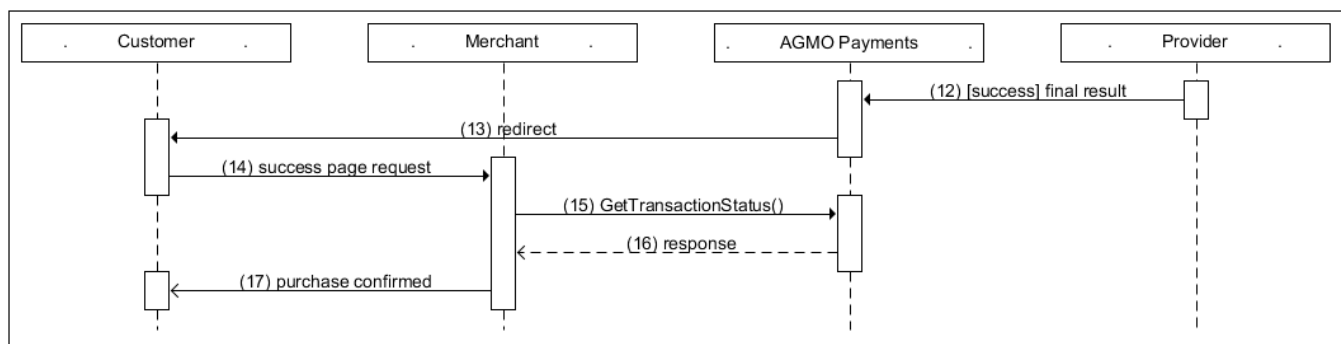 . Customer .
. Merchant .
. AGMO Payments .
. Provider .
(12) [success] final result
(13) redirect
(14) success page request
(15) GetTransactionStatus()
(16) response
(17) purchase confirmed